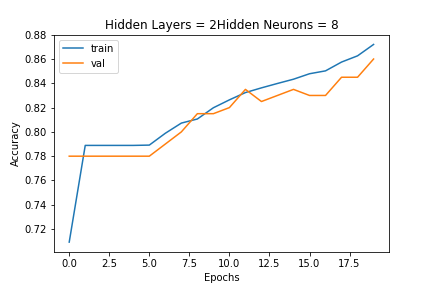 Hidden Layers = 2Hidden Neurons = 8
train
val
Accuracy
0.88
0.86
0.84
0.82
0.80
0.78
0.76
0.74
0.72
0.0 2.5 5.0 7.5 10.0 12.5 15.0 17.5
Epochs